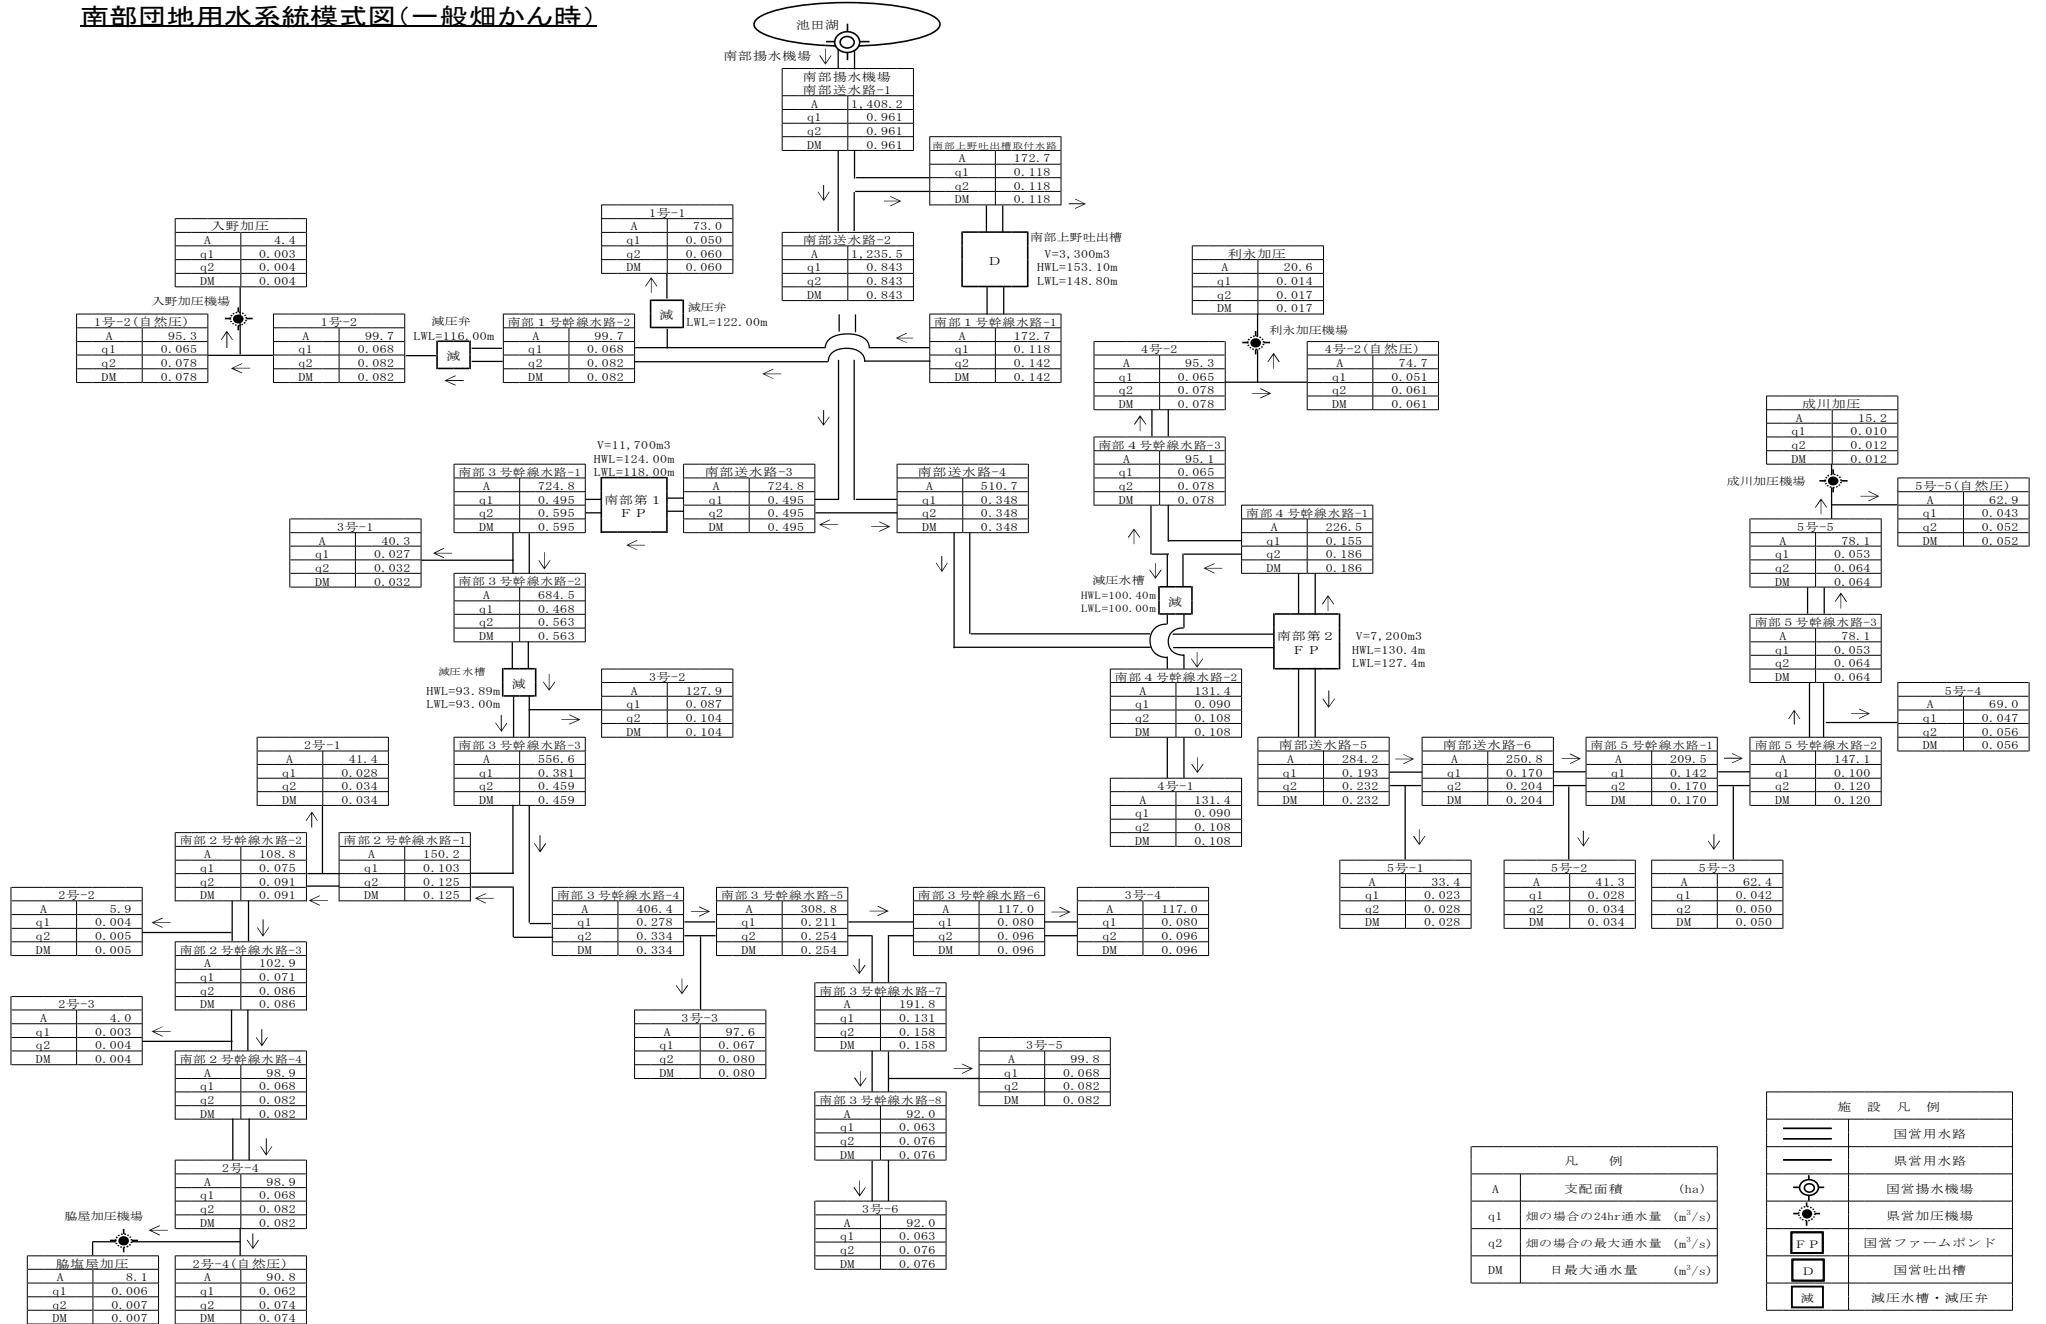 南部団地用水系統模式図(一般畑かん時)
池田湖
南部揚水機場
南部揚水機場
南部送水路-1
A 1,408.2
q1 0.961
q2 0.961
DM 0.961
南部上野吐出槽取付水路
A 172.7
q1 0.118
q2 0.118
DM 0.118
南部上野吐出槽
D
V=3,300m3
HWL=153.10m
LWL=148.80m
南部送水路-2
A 1,235.5
q1 0.843
q2 0.843
DM 0.843
1号-1
A 73.0
q1 0.050
q2 0.060
DM 0.060
減
減圧弁
LWL=122.00m
入野加圧
A 4.4
q1 0.003
q2 0.004
DM 0.004
入野加圧機場
1号-2(自然圧)
A 95.3
q1 0.065
q2 0.078
DM 0.078
1号-2
A 99.7
q1 0.068
q2 0.082
DM 0.082
減圧弁
LWL=116.00m
減
南部1号幹線水路-2
A 99.7
q1 0.068
q2 0.082
DM 0.082
南部1号幹線水路-1
A 172.7
q1 0.118
q2 0.142
DM 0.142
利永加圧
A 20.6
q1 0.014
q2 0.017
DM 0.017
利永加圧機場
4号-2
A 95.3
q1 0.065
q2 0.078
DM 0.078
4号-2(自然圧)
A 74.7
q1 0.051
q2 0.061
DM 0.061
南部4号幹線水路-3
A 95.1
q1 0.065
q2 0.078
DM 0.078
成川加圧
A 15.2
q1 0.010
q2 0.012
DM 0.012
成川加圧機場
5号-5(自然圧)
A 62.9
q1 0.043
q2 0.052
DM 0.052
5号-5
A 78.1
q1 0.053
q2 0.064
DM 0.064
V=11,700m3
HWL=124.00m
LWL=118.00m
南部第1
FP
南部3号幹線水路-1
A 724.8
q1 0.495
q2 0.595
DM 0.595
南部送水路-3
A 724.8
q1 0.495
q2 0.495
DM 0.495
南部送水路-4
A 510.7
q1 0.348
q2 0.348
DM 0.348
南部4号幹線水路-1
A 226.5
q1 0.155
q2 0.186
DM 0.186
3号-1
A 40.3
q1 0.027
q2 0.032
DM 0.032
南部3号幹線水路-2
A 684.5
q1 0.468
q2 0.563
DM 0.563
減圧水槽
HWL=100.40m
LWL=100.00m
減
南部第2
FP
V=7,200m3
HWL=130.4m
LWL=127.4m
南部5号幹線水路-3
A 78.1
q1 0.053
q2 0.064
DM 0.064
減圧水槽
HWL=93.89m
LWL=93.00m
減
3号-2
A 127.9
q1 0.087
q2 0.104
DM 0.104
南部4号幹線水路-2
A 131.4
q1 0.090
q2 0.108
DM 0.108
5号-4
A 69.0
q1 0.047
q2 0.056
DM 0.056
2号-1
A 41.4
q1 0.028
q2 0.034
DM 0.034
南部3号幹線水路-3
A 556.6
q1 0.381
q2 0.459
DM 0.459
4号-1
A 131.4
q1 0.090
q2 0.108
DM 0.108
南部送水路-5
A 284.2
q1 0.193
q2 0.232
DM 0.232
南部送水路-6
A 250.8
q1 0.170
q2 0.204
DM 0.204
南部5号幹線水路-1
A 209.5
q1 0.142
q2 0.170
DM 0.170
南部5号幹線水路-2
A 147.1
q1 0.100
q2 0.120
DM 0.120
南部2号幹線水路-2
A 108.8
q1 0.075
q2 0.091
DM 0.091
南部2号幹線水路-1
A 150.2
q1 0.103
q2 0.125
DM 0.125
5号-1
A 33.4
q1 0.023
q2 0.028
DM 0.028
5号-2
A 41.3
q1 0.028
q2 0.034
DM 0.034
5号-3
A 62.4
q1 0.042
q2 0.050
DM 0.050
2号-2
A 5.9
q1 0.004
q2 0.005
DM 0.005
南部3号幹線水路-4
A 406.4
q1 0.278
q2 0.334
DM 0.334
南部3号幹線水路-5
A 308.8
q1 0.211
q2 0.254
DM 0.254
南部3号幹線水路-6
A 117.0
q1 0.080
q2 0.096
DM 0.096
3号-4
A 117.0
q1 0.080
q2 0.096
DM 0.096
南部2号幹線水路-3
A 102.9
q1 0.071
q2 0.086
DM 0.086
2号-3
A 4.0
q1 0.003
q2 0.004
DM 0.004
南部3号幹線水路-7
A 191.8
q1 0.131
q2 0.158
DM 0.158
3号-3
A 97.6
q1 0.067
q2 0.080
DM 0.080
3号-5
A 99.8
q1 0.068
q2 0.082
DM 0.082
南部2号幹線水路-4
A 98.9
q1 0.068
q2 0.082
DM 0.082
南部3号幹線水路-8
A 92.0
q1 0.063
q2 0.076
DM 0.076
2号-4
A 98.9
q1 0.068
q2 0.082
DM 0.082
脇屋加圧機場
3号-6
A 92.0
q1 0.063
q2 0.076
DM 0.076
脇塩屋加圧
A 8.1
q1 0.006
q2 0.007
DM 0.007
2号-4(自然圧)
A 90.8
q1 0.062
q2 0.074
DM 0.074
凡 例
A 支配面積 (ha)
q1 畑の場合の24hr通水量 (m³/s)
q2 畑の場合の最大通水量 (m³/s)
DM 日最大通水量 (m³/s)
施 設 凡 例
国営用水路
県営用水路
国営揚水機場
県営加圧機場
FP 国営ファームポンド
D 国営吐出槽
減 減圧水槽・減圧弁